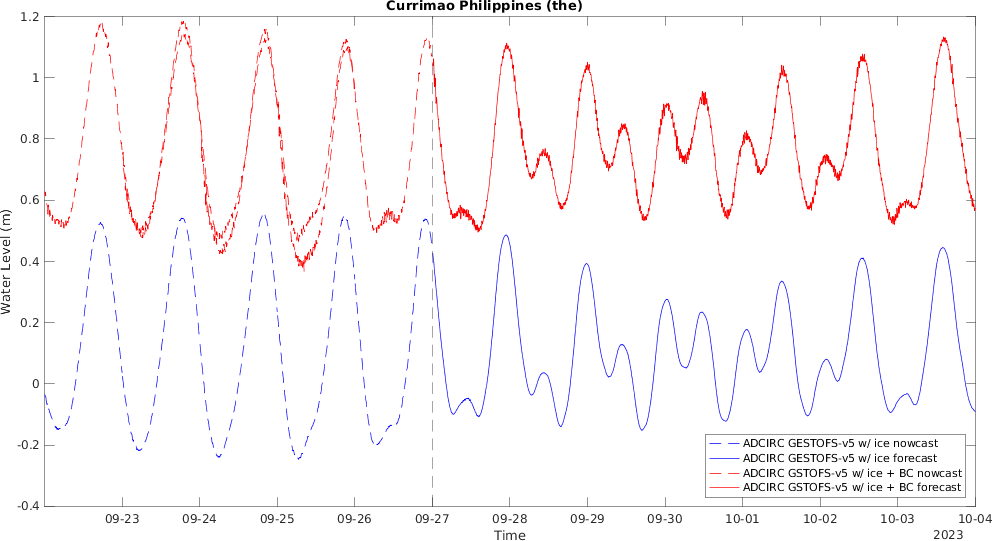 Currimao Philippines (the)
Water Level (m)
1.2
1
0.8
0.6
0.4
0.2
0
-0.2
-0.4
ADCIRC GESTOFS-v5 w/ ice nowcast
ADCIRC GESTOFS-v5 w/ ice forecast
ADCIRC GSTOFS-v5 w/ ice + BC nowcast
ADCIRC GSTOFS-v5 w/ ice + BC forecast
09-23 09-24 09-25 09-26 09-27 09-28 09-29 09-30 10-01 10-02 10-03 10-04
Time
2023